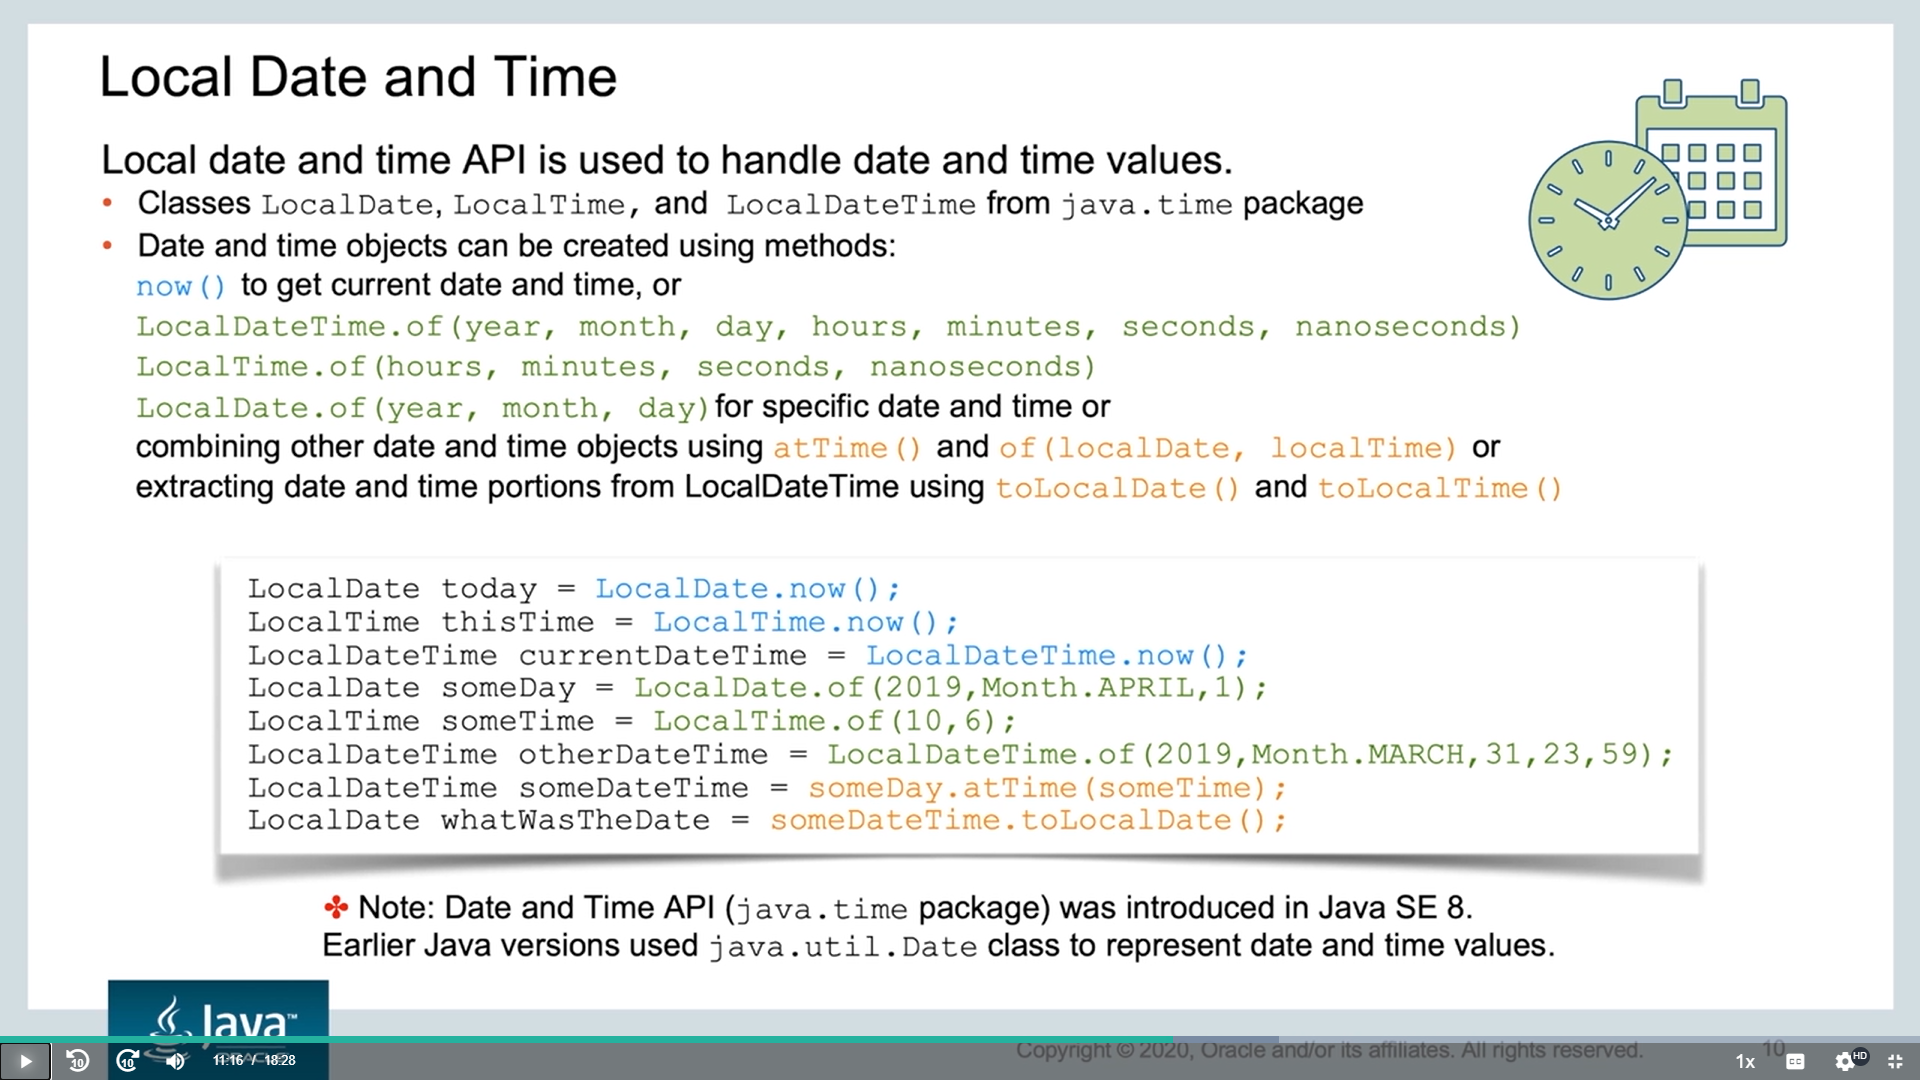 Local Date and Time
Local date and time API is used to handle date and time values.
• Classes LocalDate, LocalTime, and LocalDateTime from java.time package
• Date and time objects can be created using methods:
now() to get current date and time, or
LocalDateTime.of(year, month, day, hours, minutes, seconds, nanoseconds)
LocalTime.of(hours, minutes, seconds, nanoseconds)
LocalDate.of(year, month, day) for specific date and time or
combining other date and time objects using atTime() and of(localDate, localTime) or
extracting date and time portions from LocalDateTime using toLocalDate() and toLocalTime()
LocalDate today = LocalDate.now();
LocalTime thisTime = LocalTime.now();
LocalDateTime currentDateTime = LocalDateTime.now();
LocalDate someDay = LocalDate.of(2019,Month.APRIL,1);
LocalTime someTime = LocalTime.of(10,6);
LocalDateTime otherDateTime = LocalDateTime.of(2019,Month.MARCH,31,23,59);
LocalDateTime someDateTime = someDay.atTime(someTime);
LocalDate whatWasTheDate = someDateTime.toLocalDate();
✤ Note: Date and Time API (java.time package) was introduced in Java SE 8.
Earlier Java versions used java.util.Date class to represent date and time values.
Java™
ORACLE
Copyright © 2020, Oracle and/or its affiliates. All rights reserved. 10
10 10 11:16 / 18:28 1x CC HD